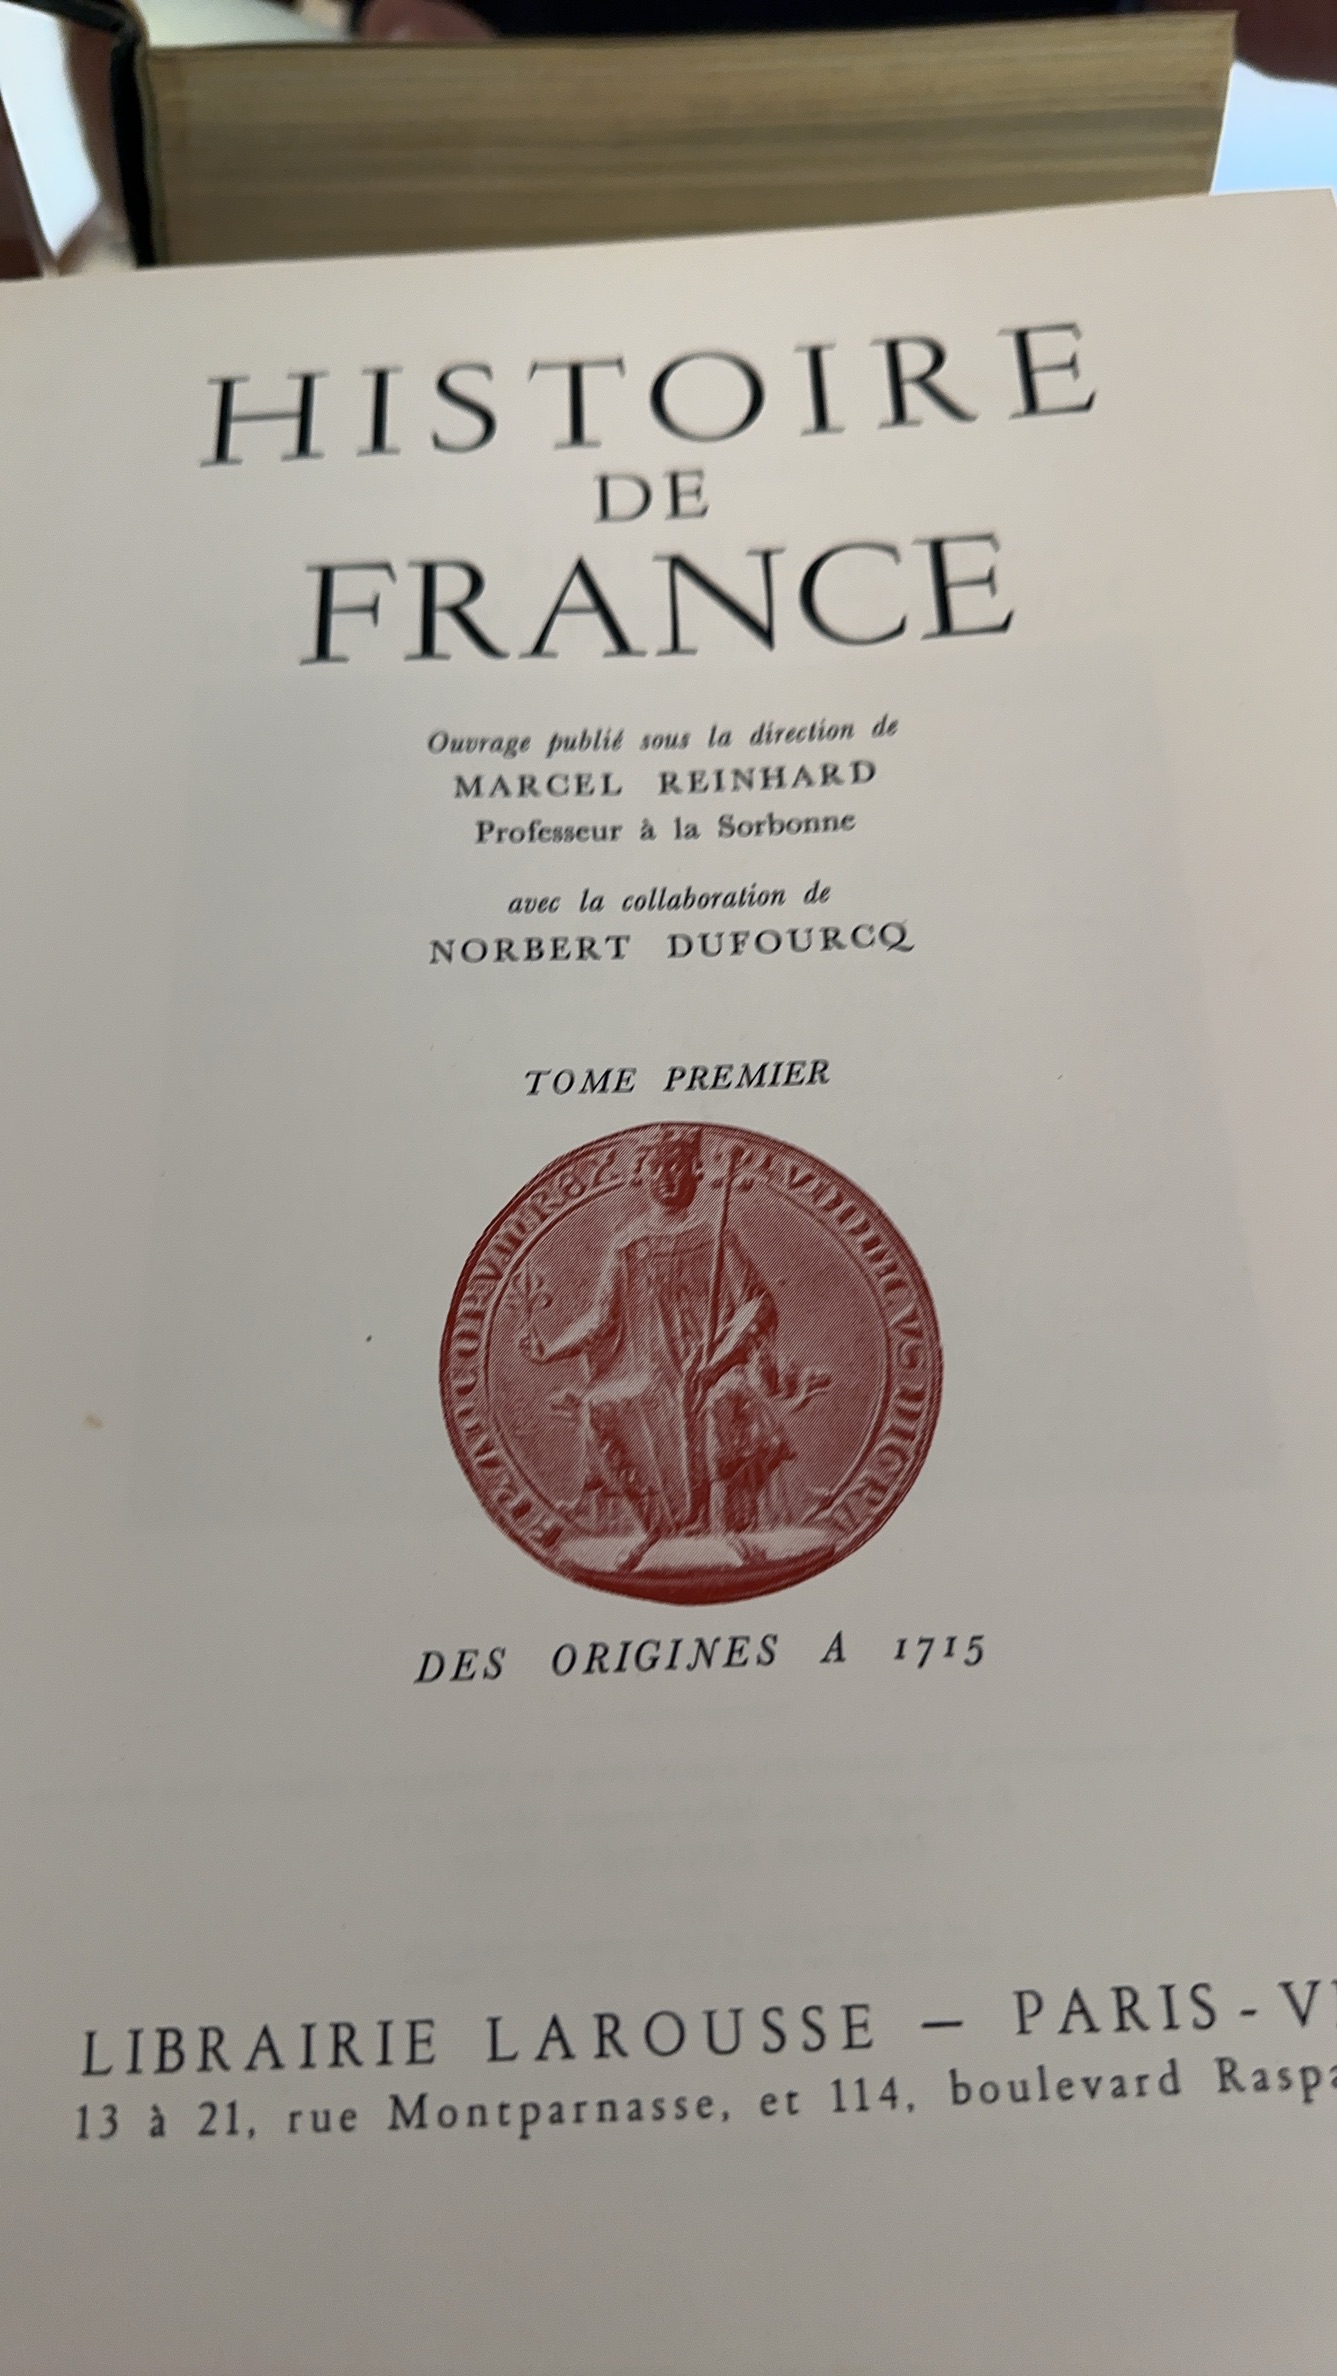 HISTOIRE
DE
FRANCE
Ouvrage publié sous la direction de
MARCEL REINHARD
Professeur à la Sorbonne
avec la collaboration de
NORBERT DUFOURCQ
TOME PREMIER
DES ORIGINES A 1715
LIBRAIRIE LAROUSSE — PARIS-
13 à 21, rue Montparnasse, et 114, boulevard